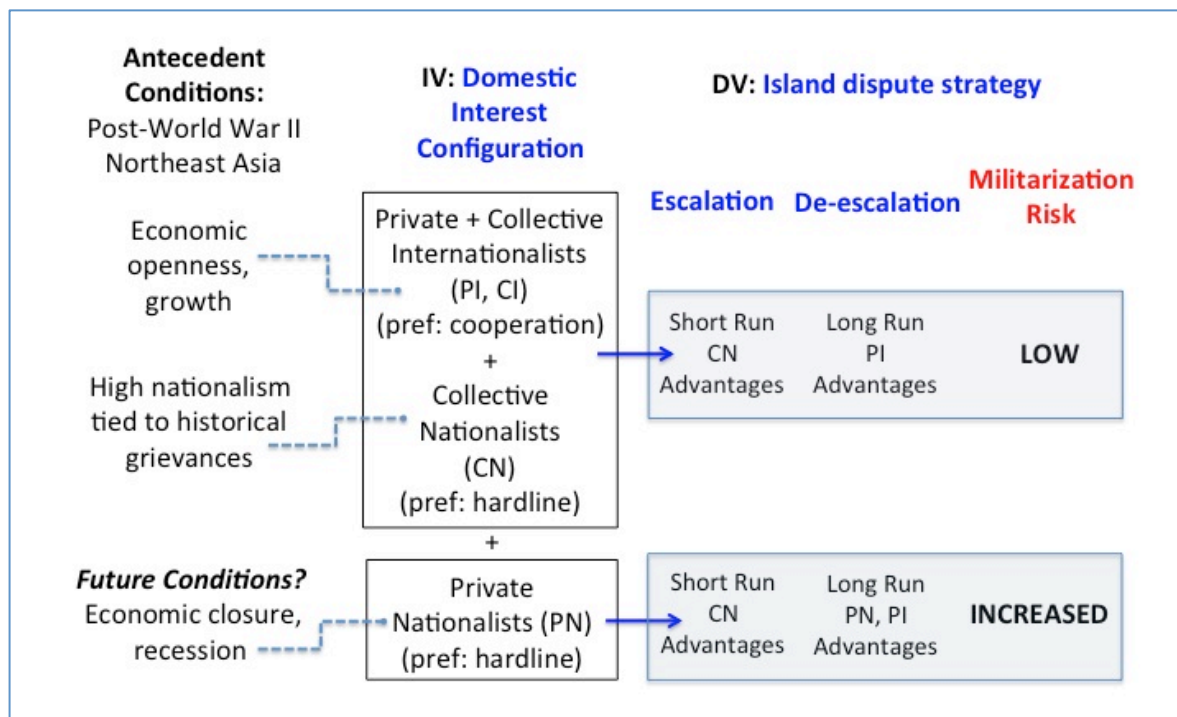 Antecedent
Conditions:
Post-World War II
Northeast Asia
IV: Domestic
Interest
Configuration
DV: Island dispute strategy
Escalation
De-escalation
Militarization
Risk
Economic
openness,
growth
High nationalism
tied to historical
grievances
Private + Collective
Internationalists
(PI, CI)
(pref: cooperation)
+
Collective
Nationalists
(CN)
(pref: hardline)
Short Run
CN
Advantages
Long Run
PI
Advantages
LOW
+
Future Conditions?
Economic closure,
recession
Private
Nationalists (PN)
(pref: hardline)
Short Run
CN
Advantages
Long Run
PN, PI
Advantages
INCREASED